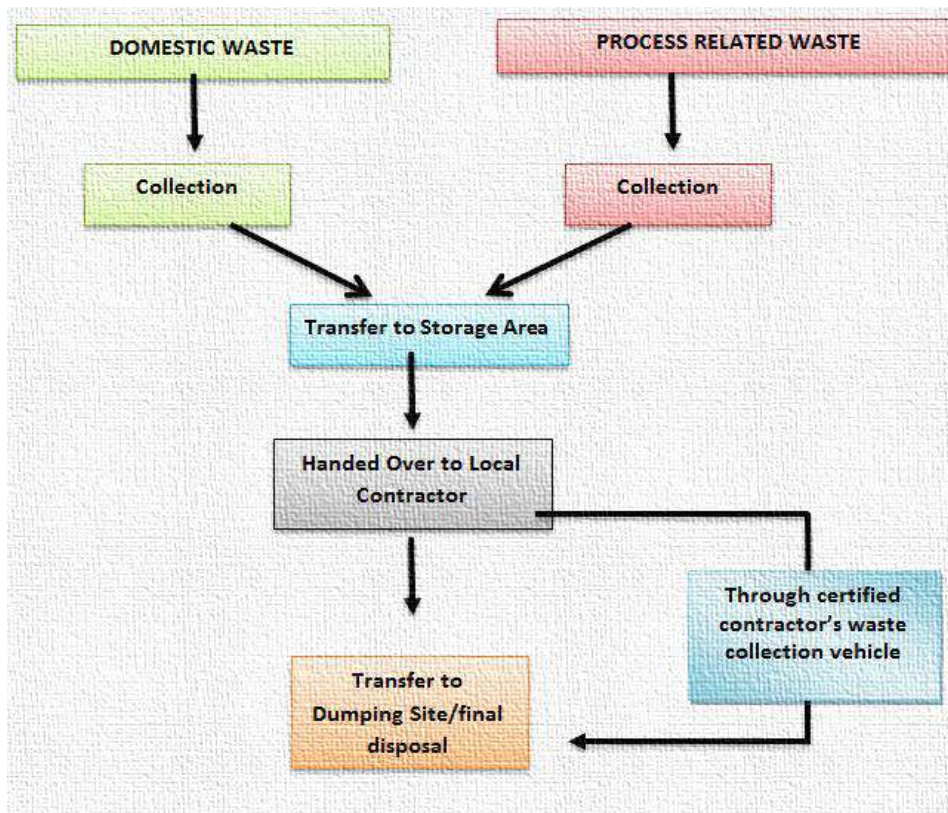 DOMESTIC WASTE
PROCESS RELATED WASTE
Collection
Collection
Transfer to Storage Area
Handed Over to Local
Contractor
Through certified
contractor's waste
collection vehicle
Transfer to
Dumping Site/final
disposal